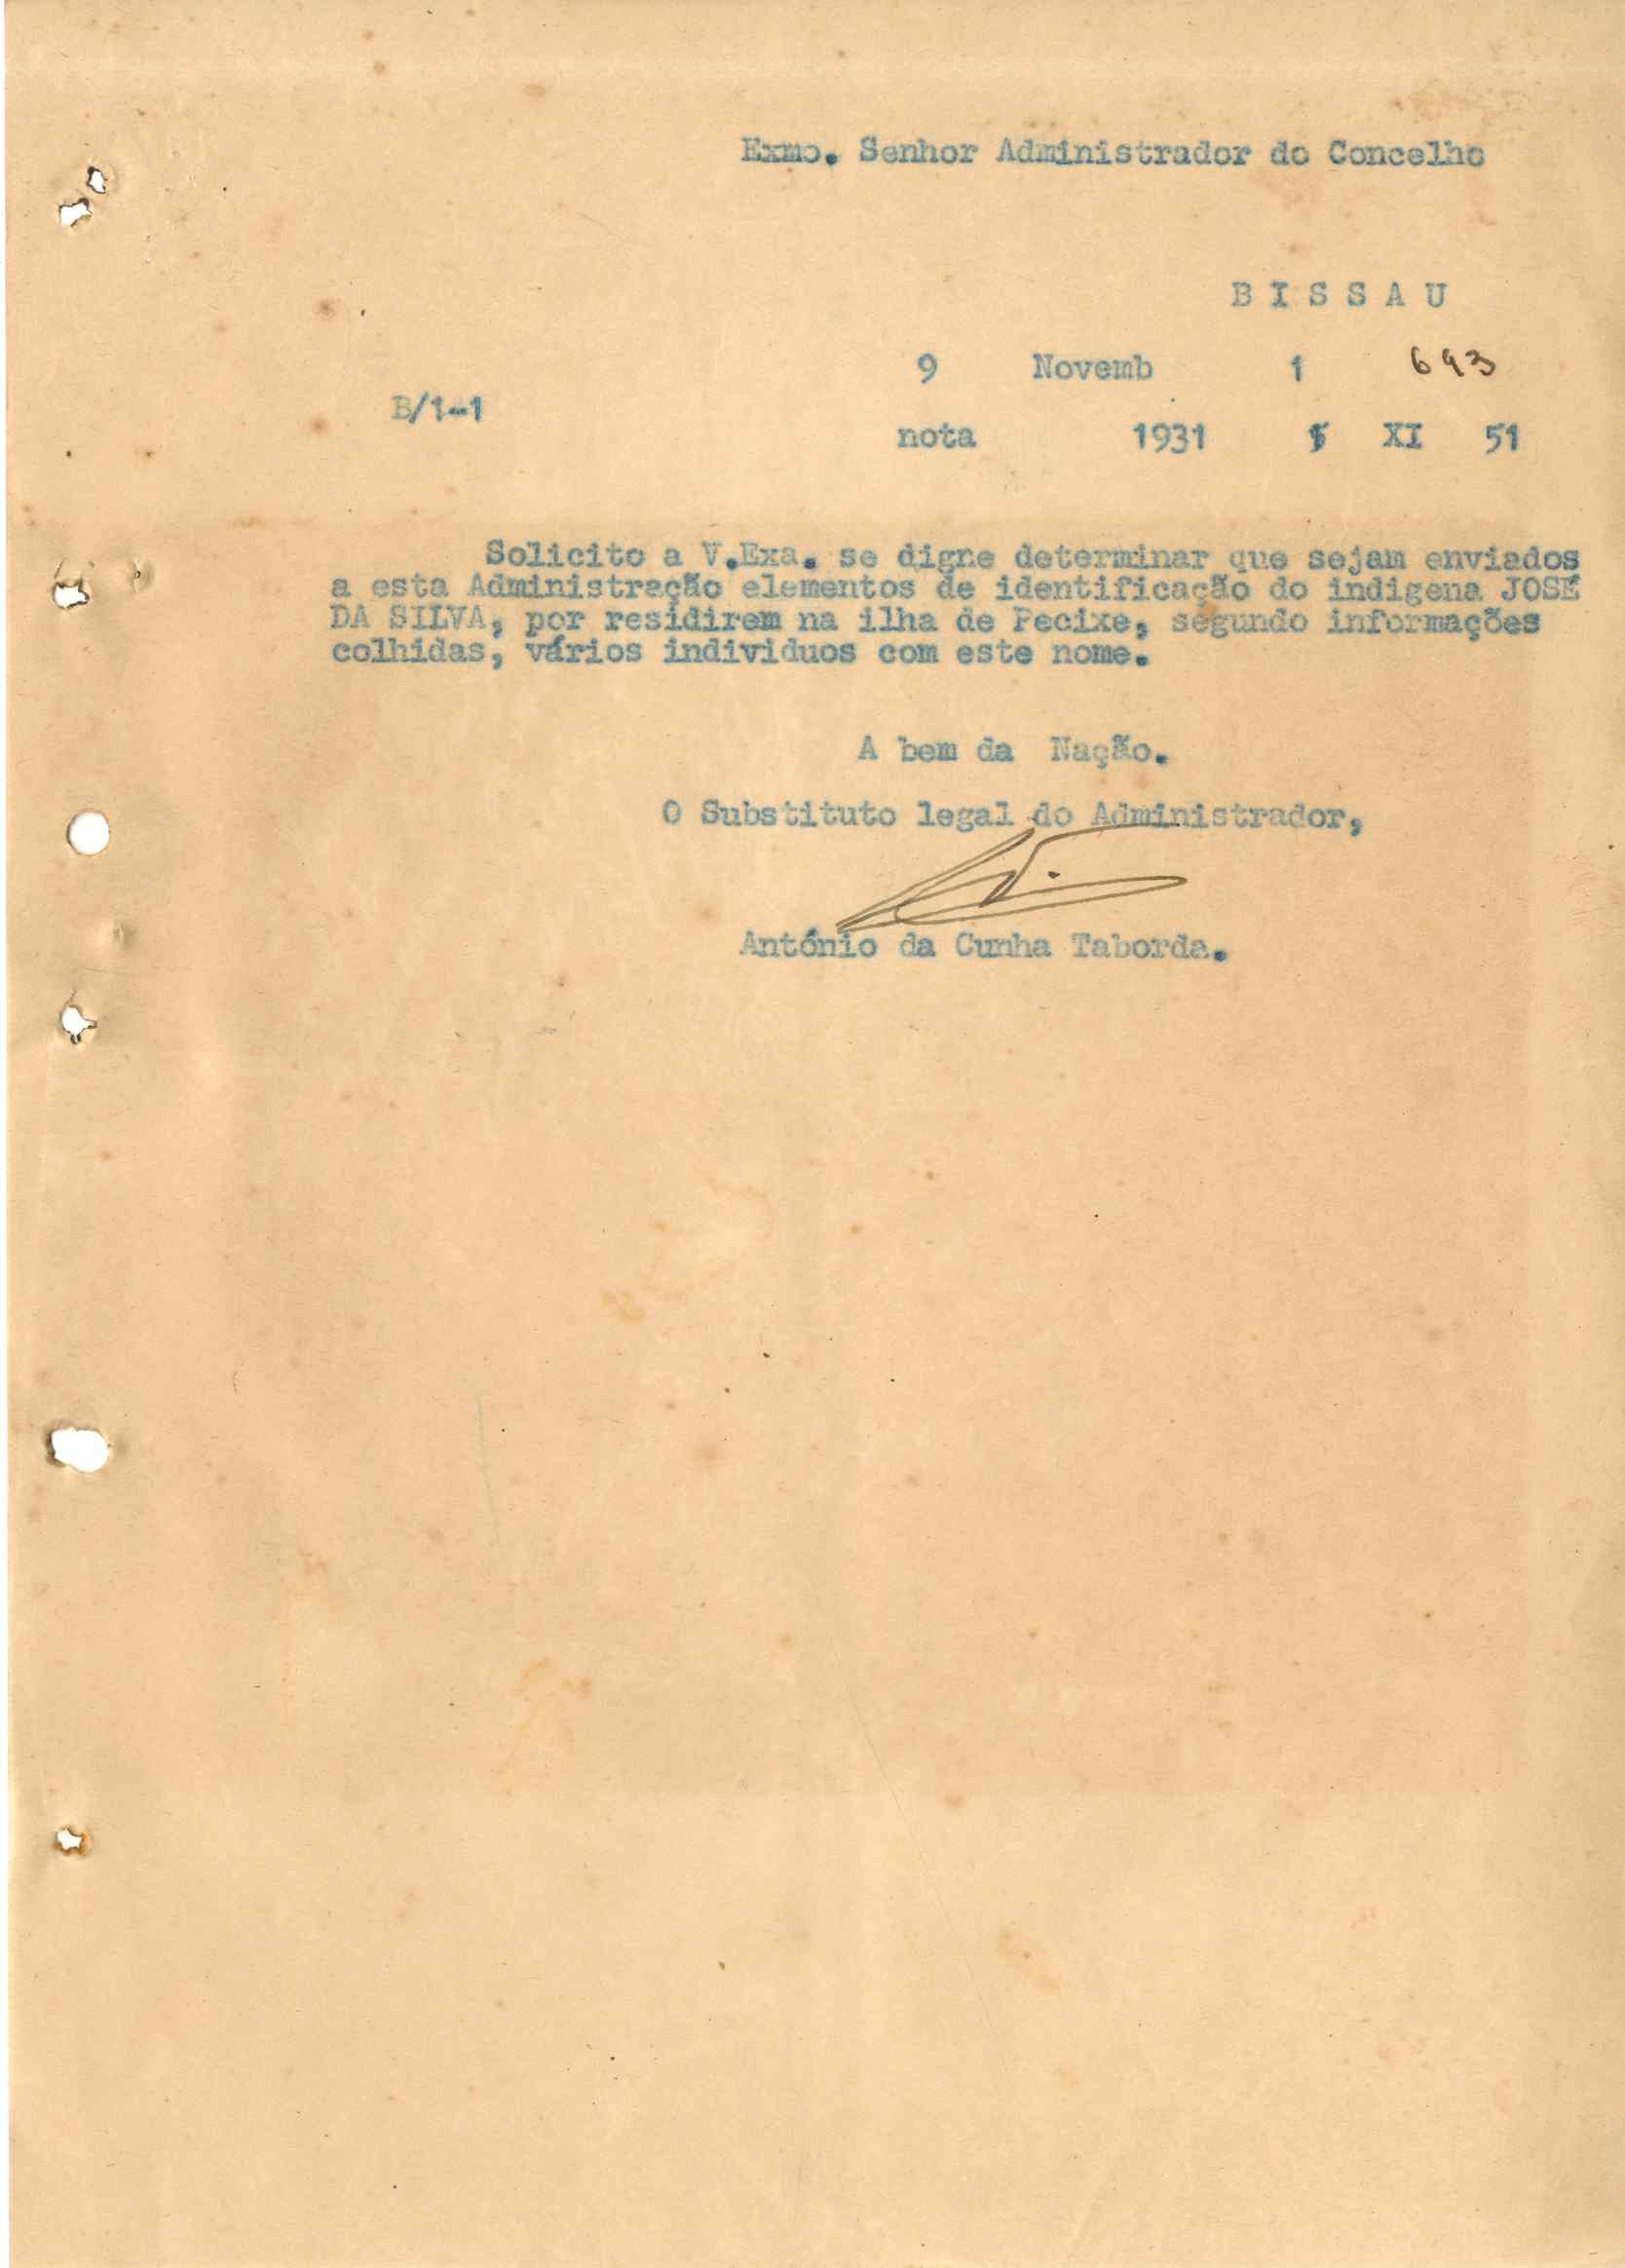 Exmo. Senhor Administrador do Concelho
B I S S A U
9 Novemb 1 643
B/1-1
nota 1931 XI 51
Solicito a V.Exa. se digne determinar que sejam enviados
a esta Administração elementos de identificação do indigena JOSÉ
DA SILVA, por residirem na ilha de Pecixe, segundo informações
colhidas, vários individuos com este nome.
A bem da Nação.
O Substituto legal do Administrador,
António da Cunha Taborda.